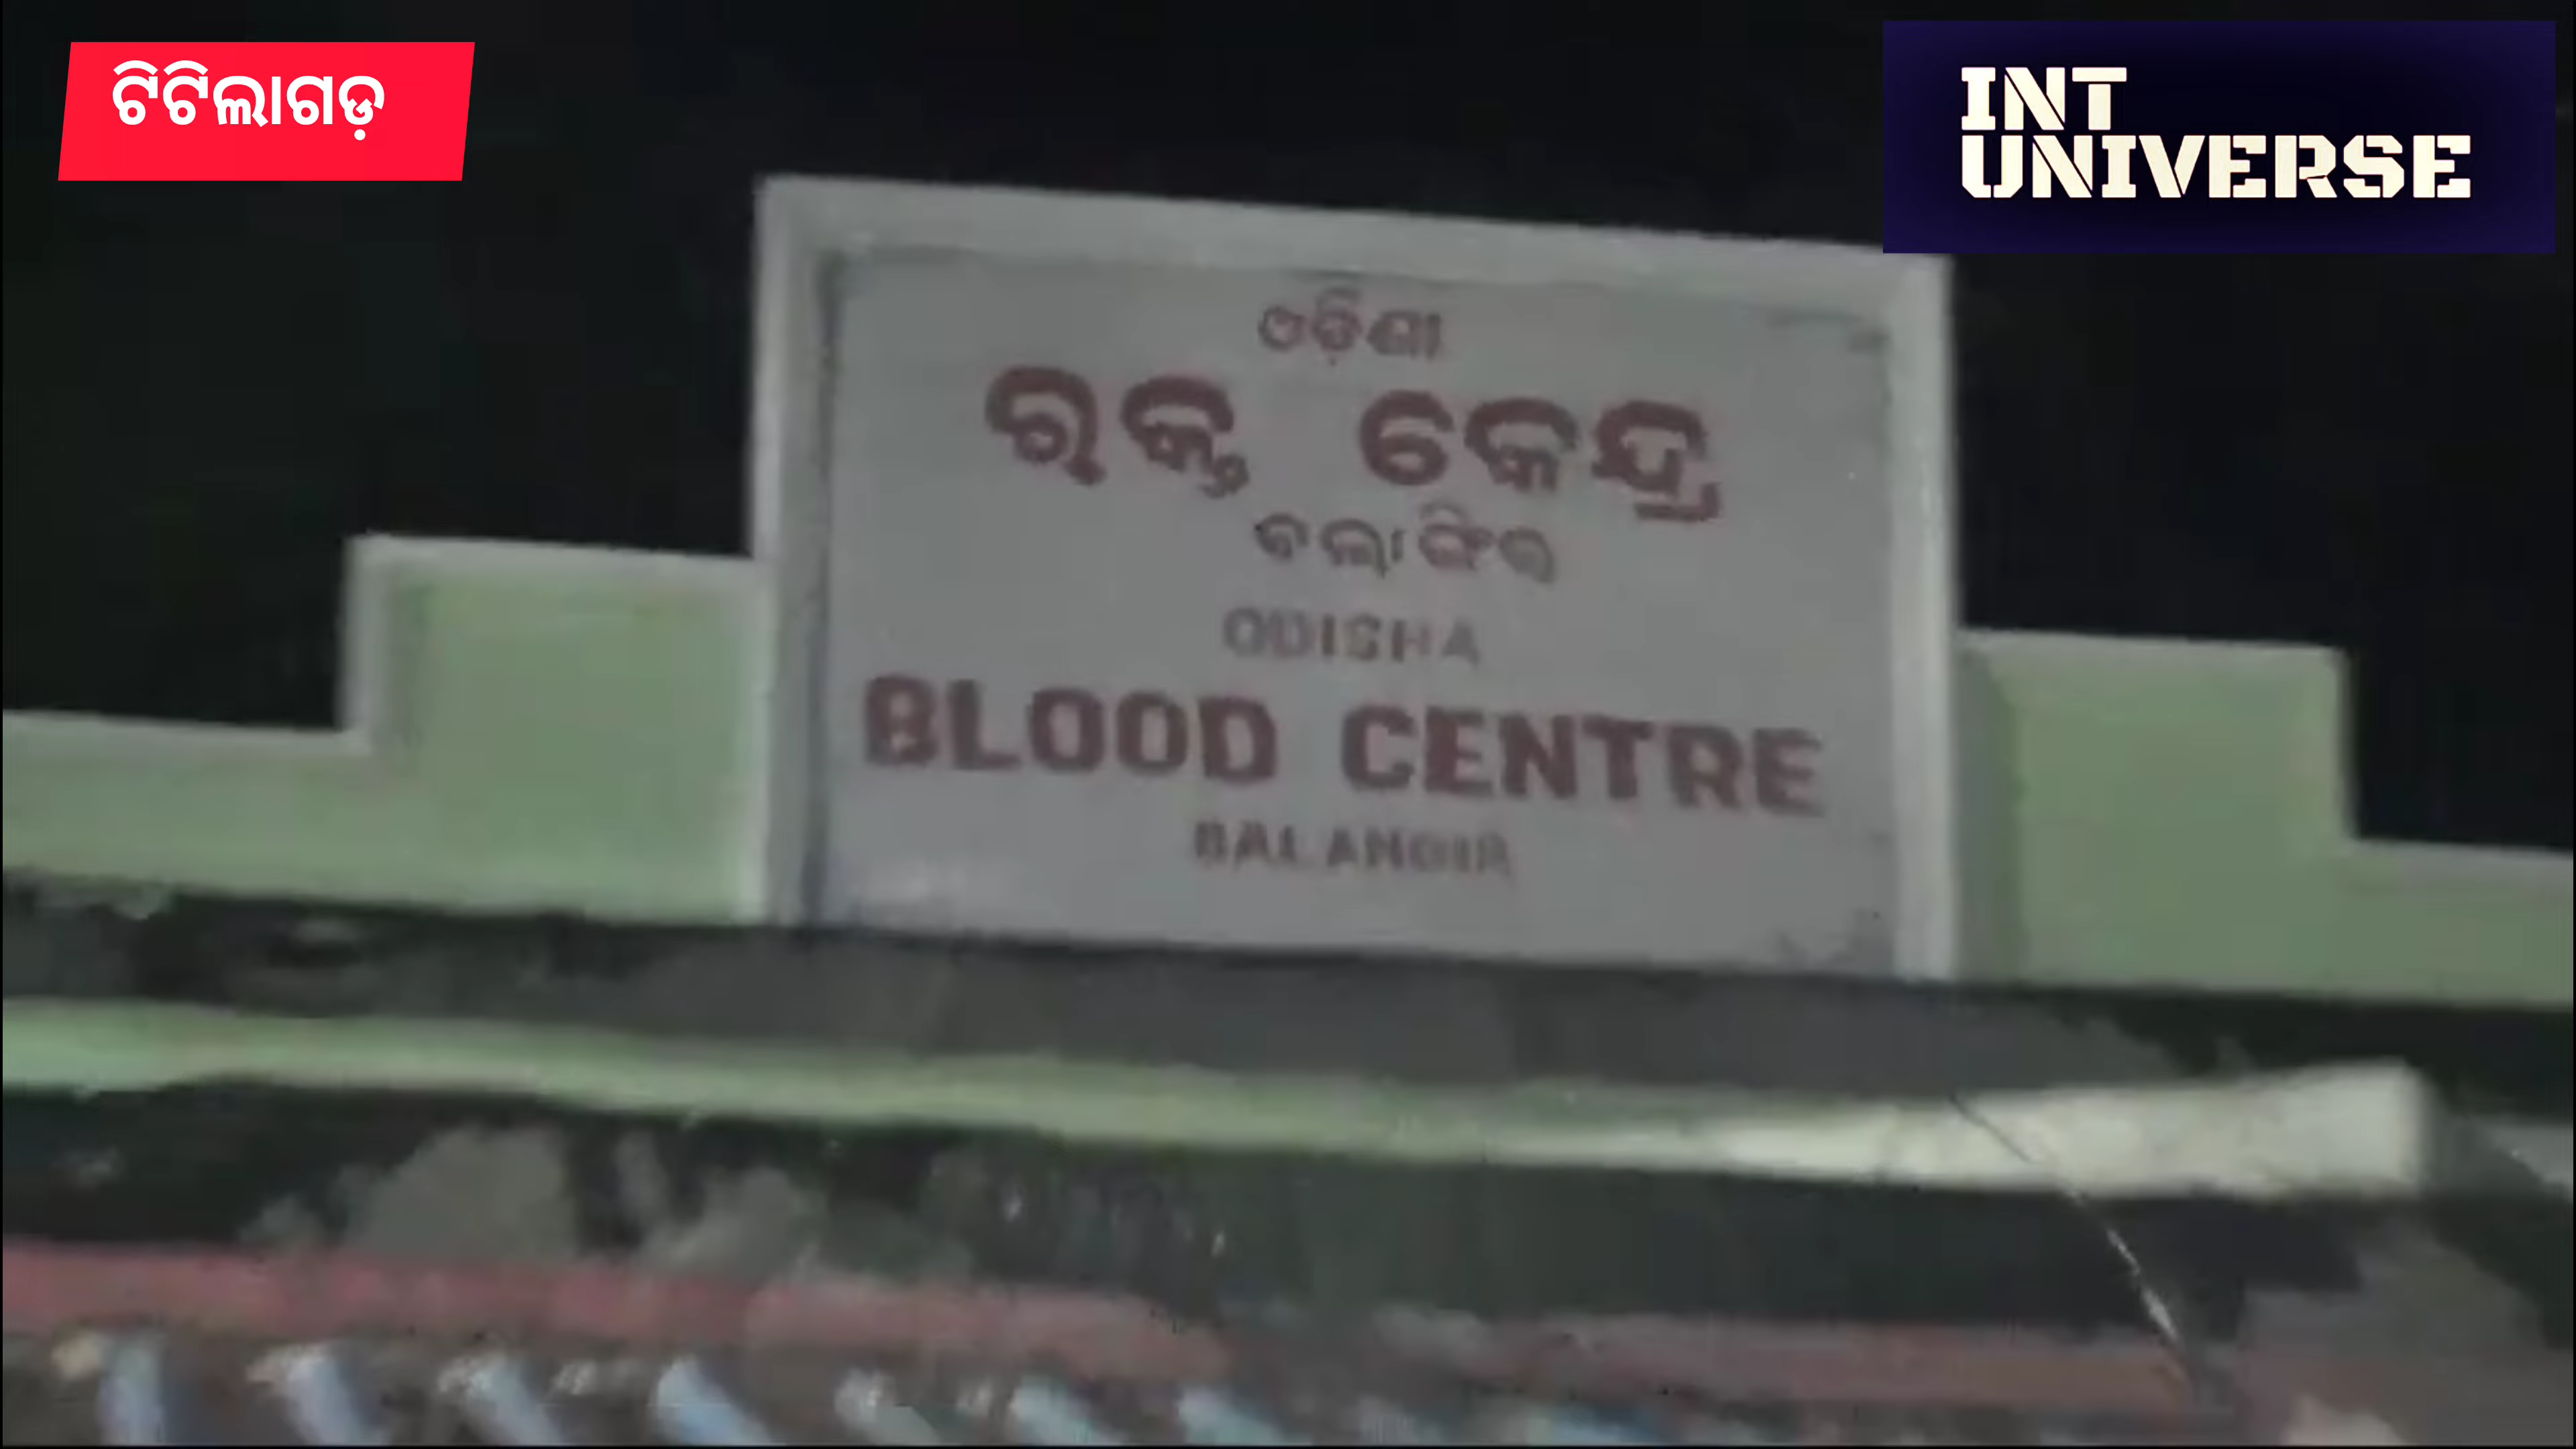 ଟିଟିଲାଗଡ଼
INT
UNIVERSE
ଓଡ଼ିଶା
ରକ୍ତ କେନ୍ଦ୍ର
ବଲାଙ୍ଗିର
ODISHA
BLOOD CENTRE
BALANGIR